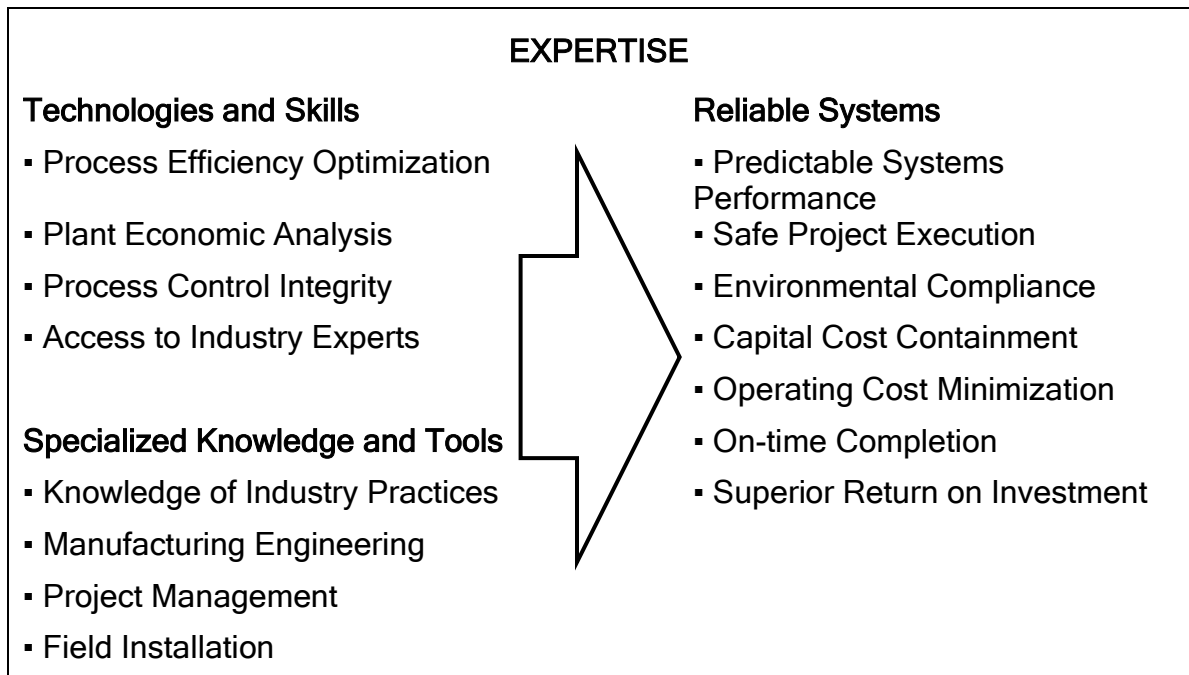 EXPERTISE
Technologies and Skills
▪ Process Efficiency Optimization
▪ Plant Economic Analysis
▪ Process Control Integrity
▪ Access to Industry Experts
Specialized Knowledge and Tools
▪ Knowledge of Industry Practices
▪ Manufacturing Engineering
▪ Project Management
▪ Field Installation
Reliable Systems
▪ Predictable Systems
Performance
▪ Safe Project Execution
▪ Environmental Compliance
▪ Capital Cost Containment
▪ Operating Cost Minimization
▪ On-time Completion
▪ Superior Return on Investment